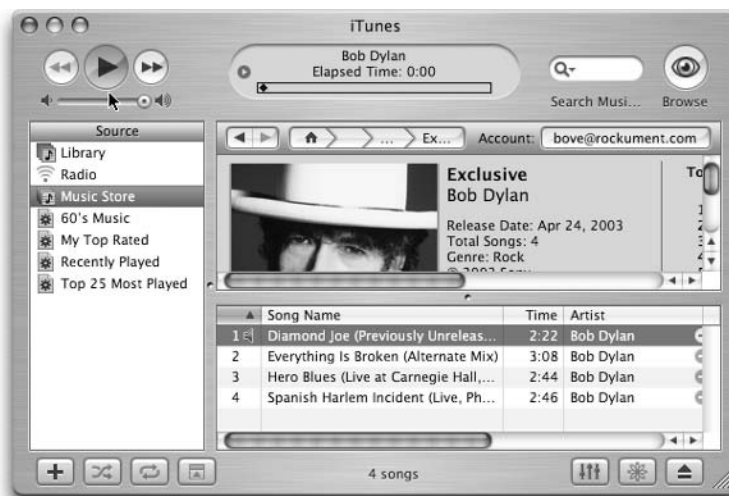 iTunes
Bob Dylan
Elapsed Time: 0:00
Search Musi...
Browse
Source
Library
Radio
Music Store
60's Music
My Top Rated
Recently Played
Top 25 Most Played
... Ex... Account: bove@rockument.com
Exclusive
Bob Dylan
Release Date: Apr 24, 2003
Total Songs: 4
Genre: Rock
Song Name Time Artist
1 Diamond Joe (Previously Unreleas... 2:22 Bob Dylan
2 Everything Is Broken (Alternate Mix) 3:08 Bob Dylan
3 Hero Blues (Live at Carnegie Hall,... 2:44 Bob Dylan
4 Spanish Harlem Incident (Live, Ph... 2:46 Bob Dylan
4 songs